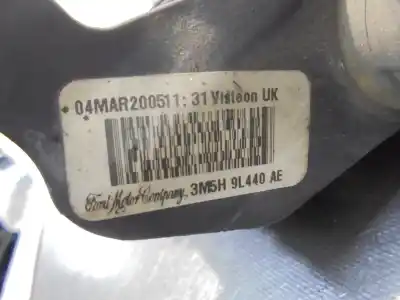 04MAR200511:31 Visteon UK
Ford Motor Company 3M5H 9L440 AE